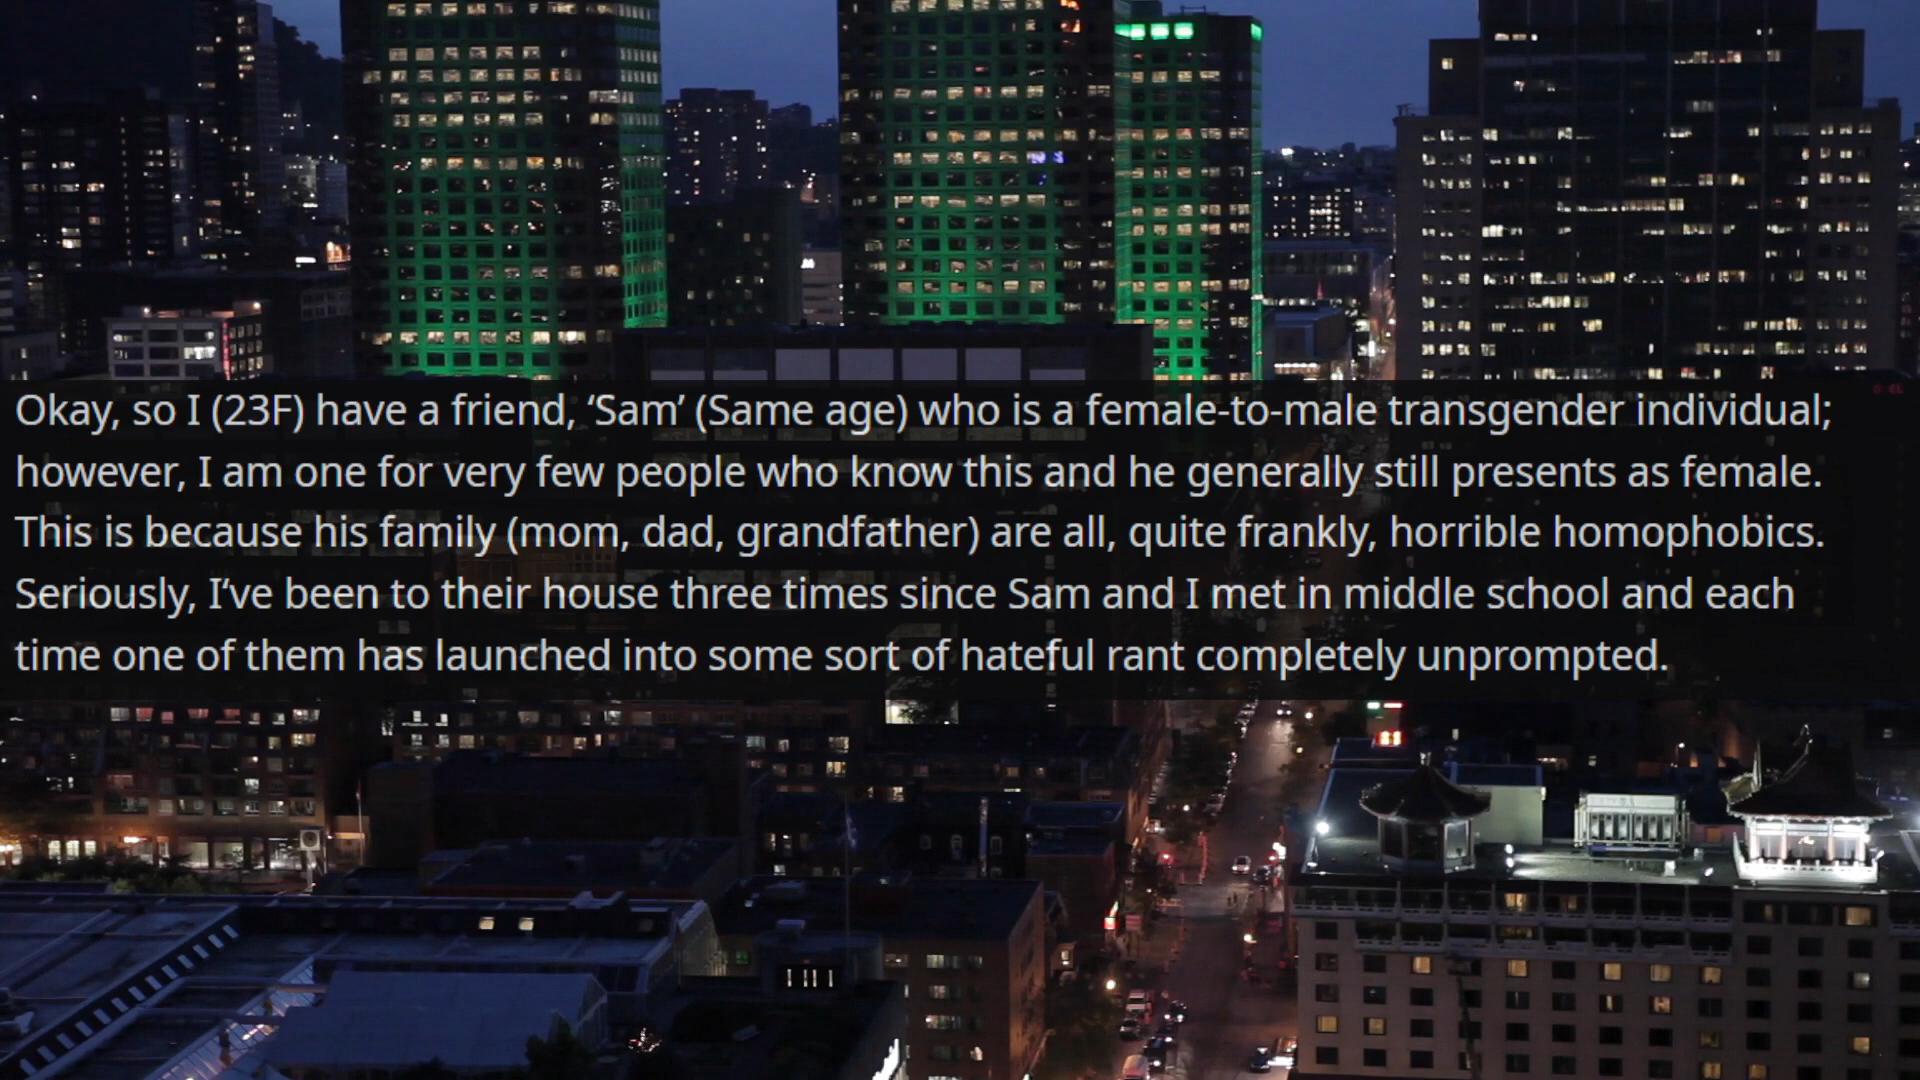 Okay, so I (23F) have a friend, ‘Sam’ (Same age) who is a female-to-male transgender individual;
however, I am one for very few people who know this and he generally still presents as female.
This is because his family (mom, dad, grandfather) are all, quite frankly, horrible homophobics.
Seriously, I’ve been to their house three times since Sam and I met in middle school and each
time one of them has launched into some sort of hateful rant completely unprompted.